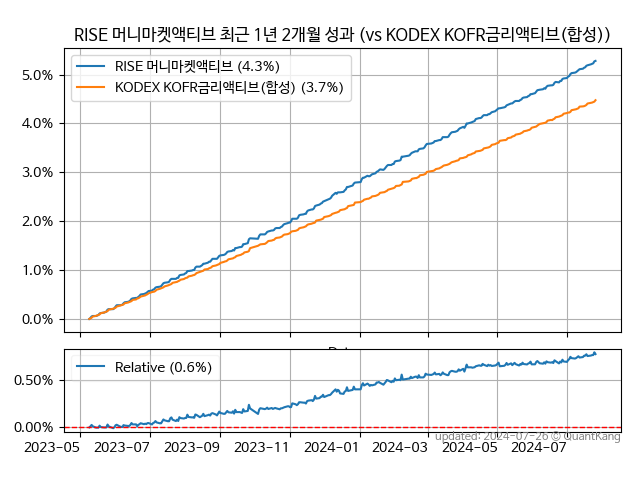 RISE 머니마켓액티브 최근 1년 2개월 성과 (vs KODEX KOFR금리액티브(합성))
RISE 머니마켓액티브 (4.3%)
KODEX KOFR금리액티브(합성) (3.7%)
5.0%
4.0%
3.0%
2.0%
1.0%
0.0%
Relative (0.6%)
0.50%
0.00%
updated: 2024-07-26 © QuantKang
2023-05 2023-07 2023-09 2023-11 2024-01 2024-03 2024-05 2024-07